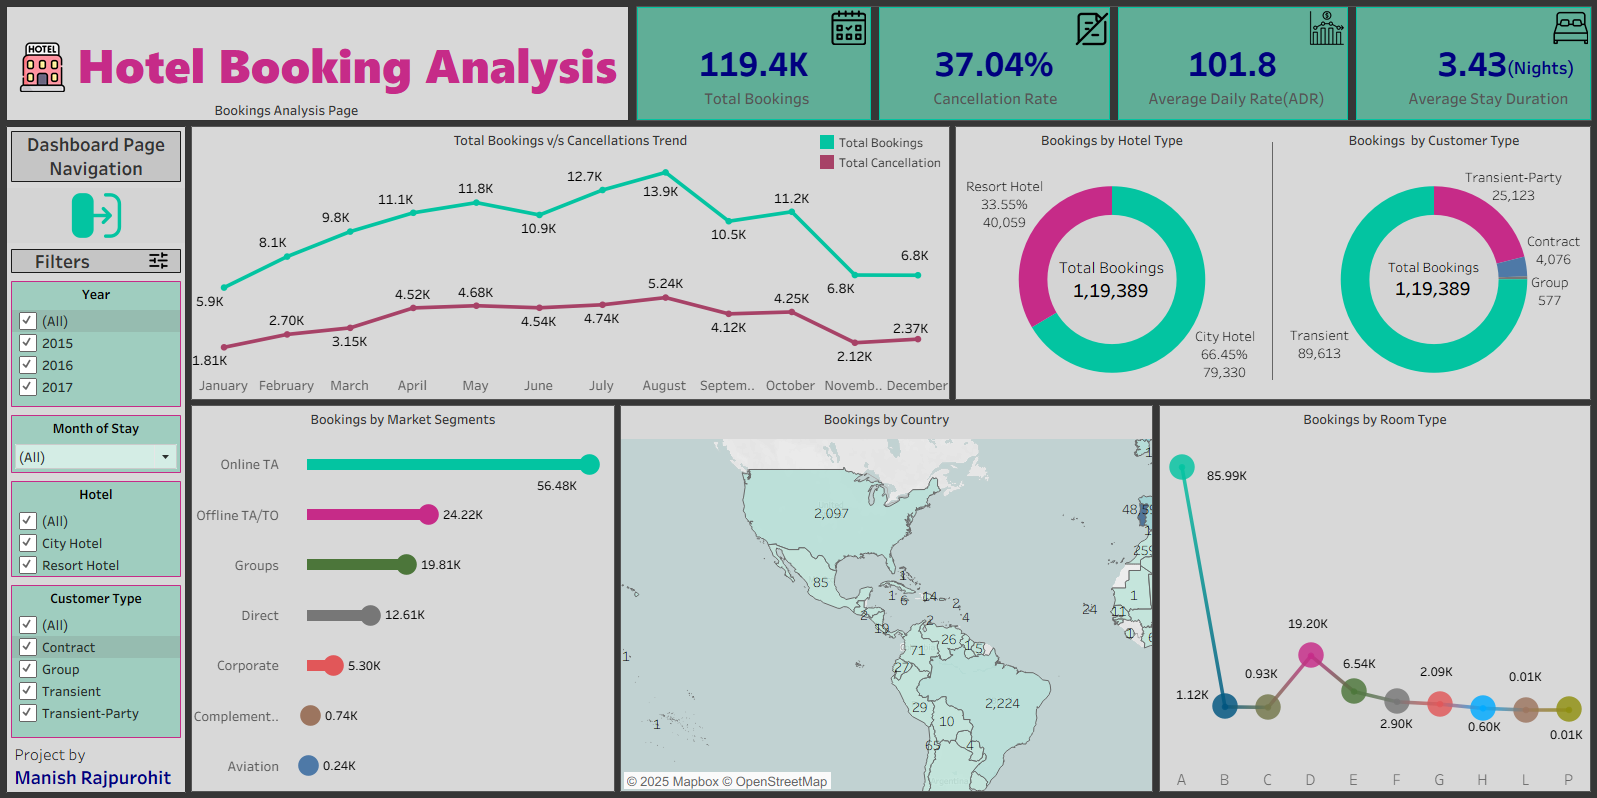 HOTEL
Hotel Booking Analysis
Bookings Analysis Page
119.4K
Total Bookings
37.04%
Cancellation Rate
101.8
Average Daily Rate(ADR)
3.43(Nights)
Average Stay Duration
Dashboard Page
Navigation
Filters
Year
(All)
2015
2016
2017
Month of Stay
(All)
Hotel
(All)
City Hotel
Resort Hotel
Customer Type
(All)
Contract
Group
Transient
Transient-Party
Project by
Manish Rajpurohit
Total Bookings v/s Cancellations Trend
Total Bookings
Total Cancellation
5.9K
8.1K
9.8K
11.1K
11.8K
10.9K
12.7K
13.9K
10.5K
11.2K
6.8K
6.8K
1.81K
2.70K
3.15K
4.52K
4.68K
4.54K
4.74K
5.24K
4.12K
4.25K
2.12K
2.37K
January February March April May June July August Septem.. October Novemb.. December
Bookings by Hotel Type
Resort Hotel
33.55%
40,059
Total Bookings
1,19,389
City Hotel
66.45%
79,330
Bookings by Customer Type
Transient-Party
25,123
Contract
4,076
Group
577
Total Bookings
1,19,389
Transient
89,613
Bookings by Market Segments
Online TA
56.48K
Offline TA/TO 24.22K
Groups 19.81K
Direct 12.61K
Corporate 5.30K
Complement.. 0.74K
Aviation 0.24K
Bookings by Country
2,097
85
1
6
14
2
4
2
2
19
26
1
5
71
27
29
10
2,224
65
4
1
1
24
11
1
1
259
© 2025 Mapbox © OpenStreetMap
Bookings by Room Type
85.99K
1.12K
0.93K
19.20K
6.54K
2.90K
2.09K
0.60K
0.01K
0.01K
A B C D E F G H L P